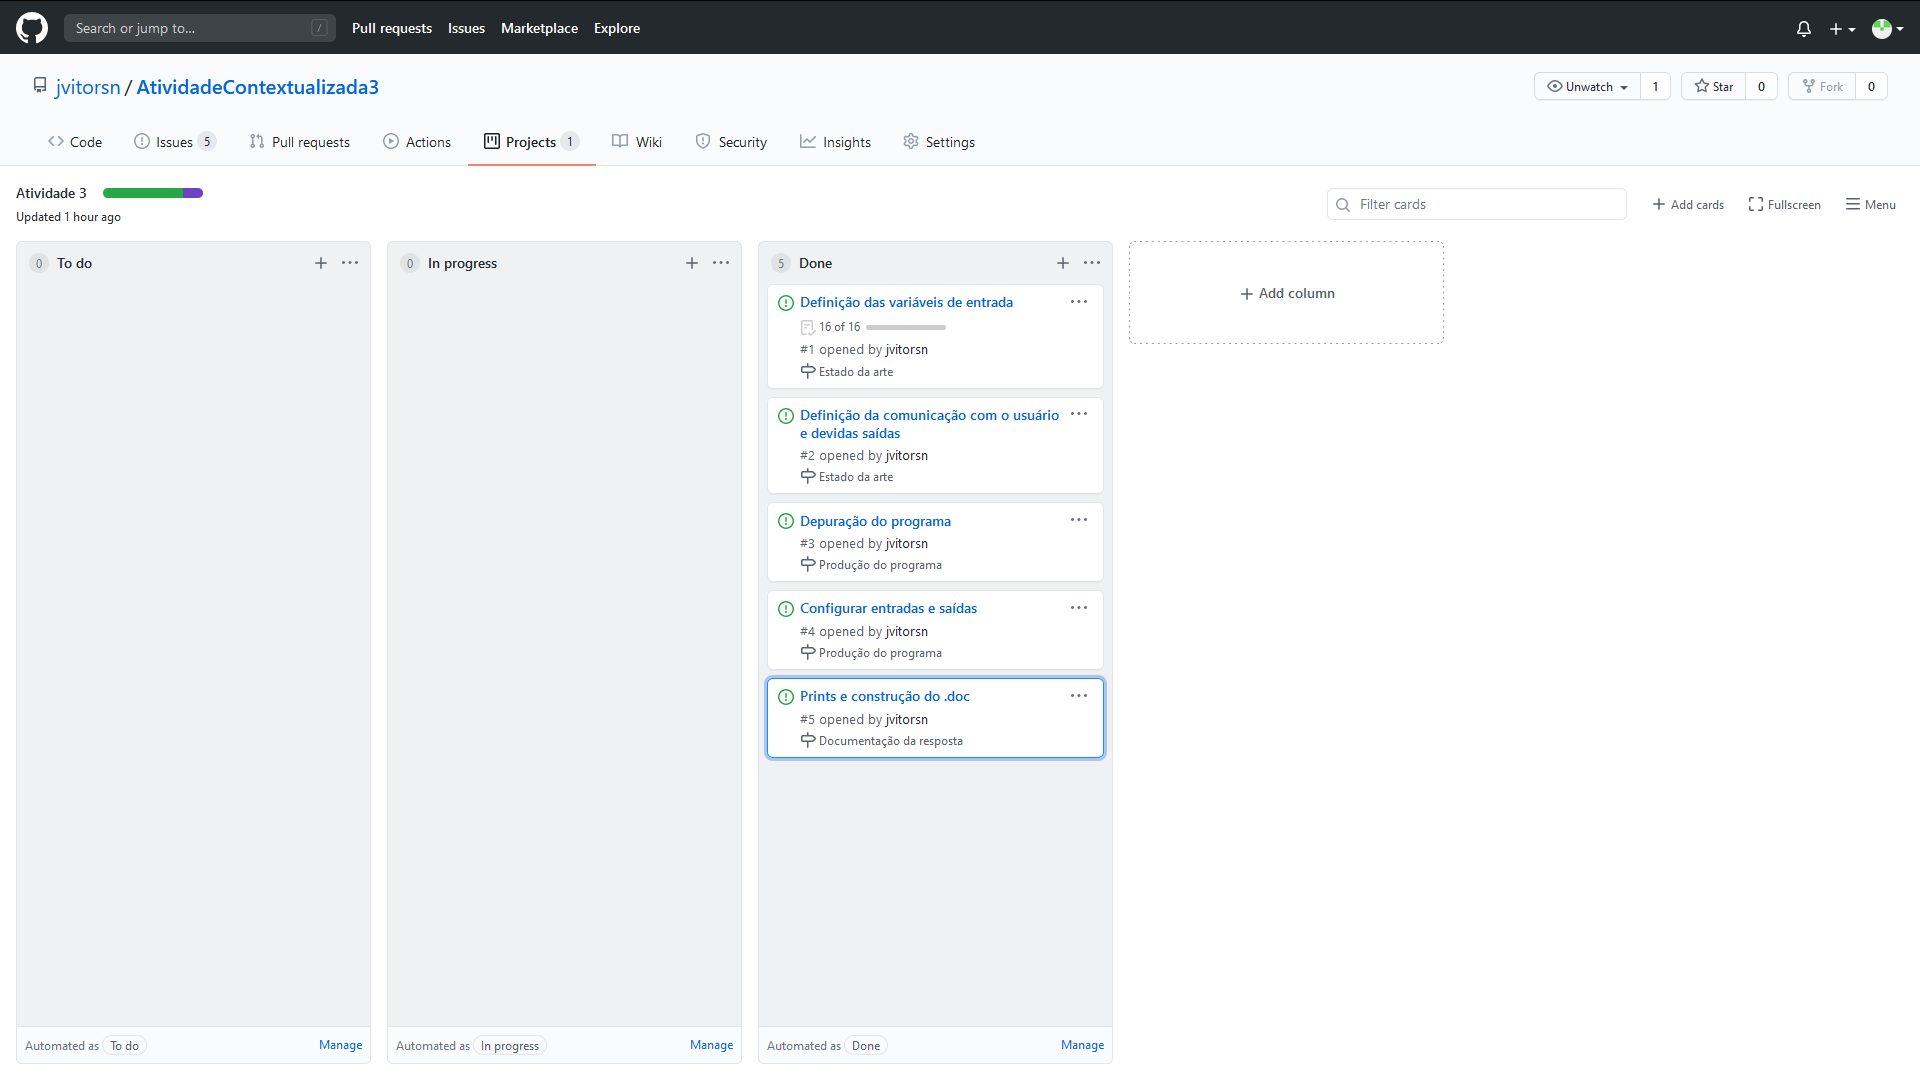 Search or jump to... /
Pull requests Issues Marketplace Explore
jvitorsn / AtividadeContextualizada3
Unwatch 1 Star 0 Fork 0
Code Issues 5 Pull requests Actions Projects 1 Wiki Security Insights Settings
Atividade 3
Updated 1 hour ago
Filter cards
Add cards Fullscreen Menu
0 To do
Automated as To do Manage
0 In progress
Automated as In progress Manage
5 Done
Definição das variáveis de entrada
16 of 16
#1 opened by jvitorsn
Estado da arte
Definição da comunicação com o usuário
e devidas saídas
#2 opened by jvitorsn
Estado da arte
Depuração do programa
#3 opened by jvitorsn
Produção do programa
Configurar entradas e saídas
#4 opened by jvitorsn
Produção do programa
Prints e construção do .doc
#5 opened by jvitorsn
Documentação da resposta
Automated as Done Manage
Add column